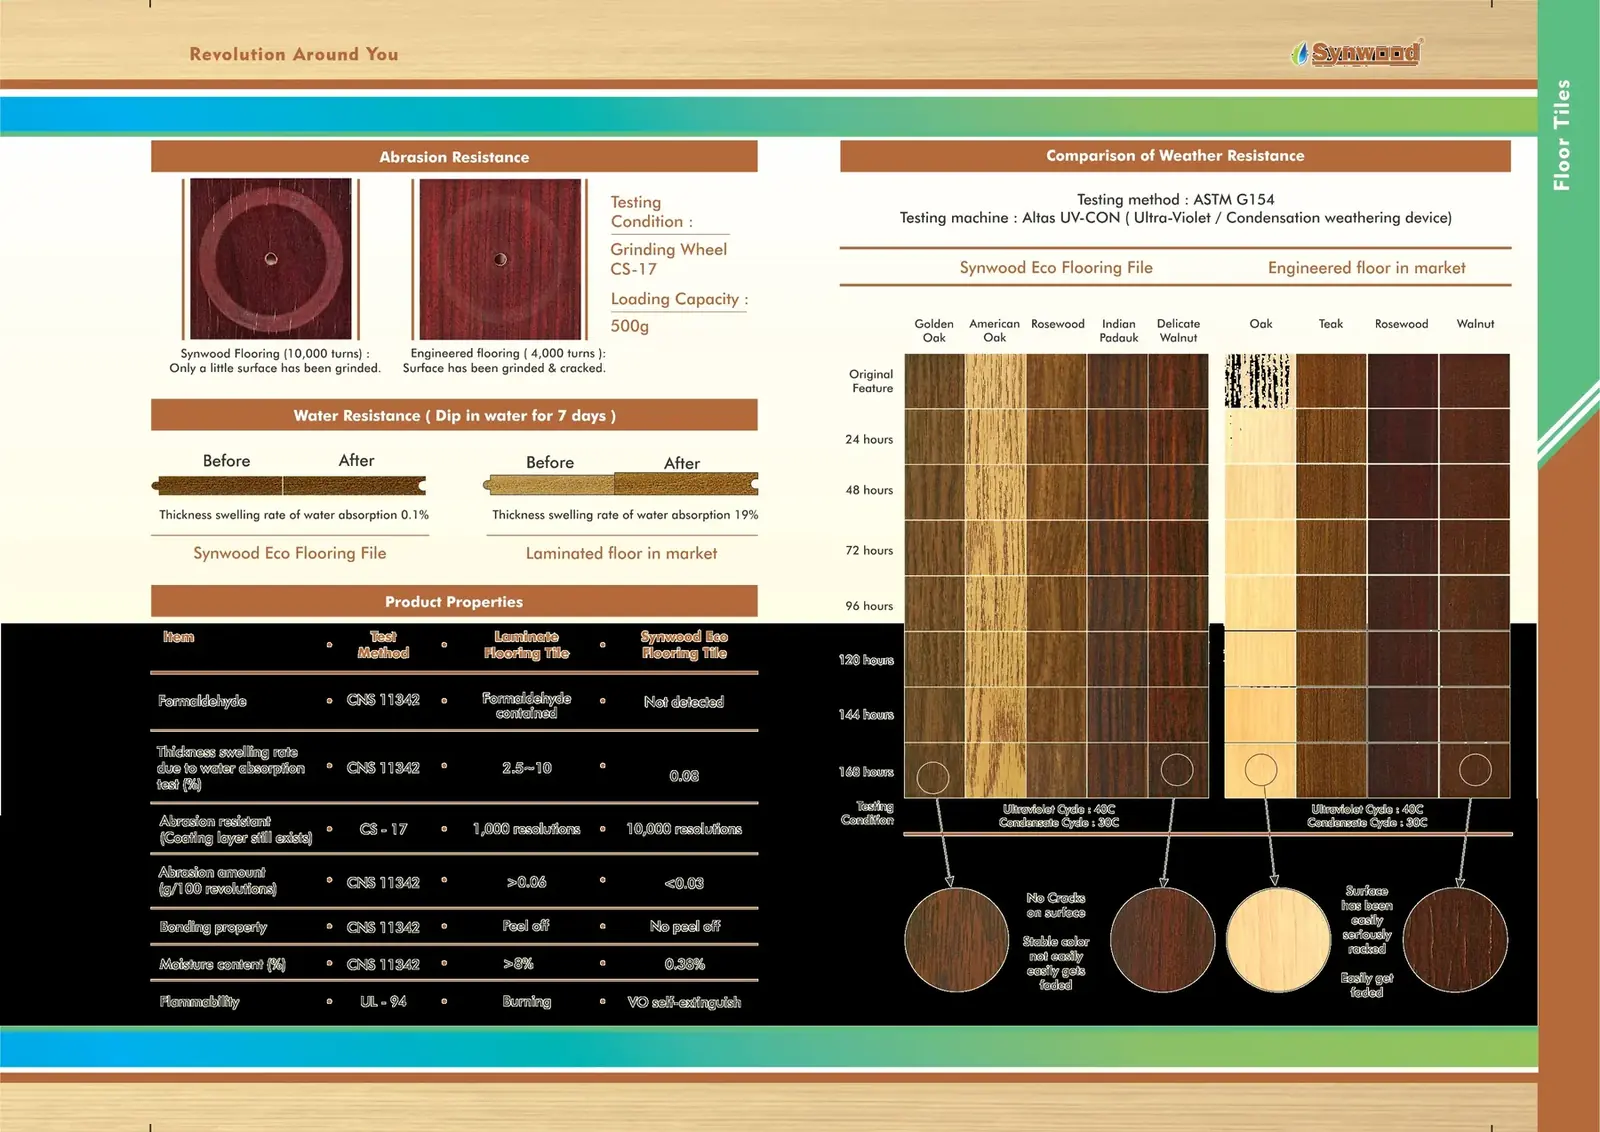 Revolution Around You
Synwood®
Floor Tiles
Abrasion Resistance
Testing
Condition :
Grinding Wheel
CS-17
Loading Capacity :
500g
Synwood Flooring (10,000 turns) :
Only a little surface has been grinded.
Engineered flooring ( 4,000 turns ):
Surface has been grinded & cracked.
Water Resistance ( Dip in water for 7 days )
Before After
Before After
Thickness swelling rate of water absorption 0.1%
Thickness swelling rate of water absorption 19%
Synwood Eco Flooring File
Laminated floor in market
Product Properties
Item • Test Method • Laminate Flooring Tile • Synwood Eco Flooring Tile
Formaldehyde • CNS 11342 • Formaldehyde contained • Not detected
Thickness swelling rate
due to water absorption
test (%) • CNS 11342 • 2.5~10 • 0.08
Abrasion resistant
(Coating layer still exists) • CS - 17 • 1,000 resolutions • 10,000 resolutions
Abrasion amount
(g/100 revolutions) • CNS 11342 • >0.06 • <0.03
Bonding property • CNS 11342 • Peel off • No peel off
Moisture content (%) • CNS 11342 • >8% • 0.38%
Flammability • UL - 94 • Burning • VO self-extinguish
Comparison of Weather Resistance
Testing method : ASTM G154
Testing machine : Altas UV-CON ( Ultra-Violet / Condensation weathering device)
Synwood Eco Flooring File
Engineered floor in market
Golden Oak
American Oak
Rosewood
Indian Padauk
Delicate Walnut
Oak
Teak
Rosewood
Walnut
Original
Feature
24 hours
48 hours
72 hours
96 hours
120 hours
144 hours
168 hours
Testing
Condition
Ultraviolet Cycle : 48C
Condensate Cycle : 30C
Ultraviolet Cycle : 48C
Condensate Cycle : 30C
No Cracks
on surface
Stable color
not easily
easily gets
faded
Surface
has been
easily
seriously
racked
Easily get
faded